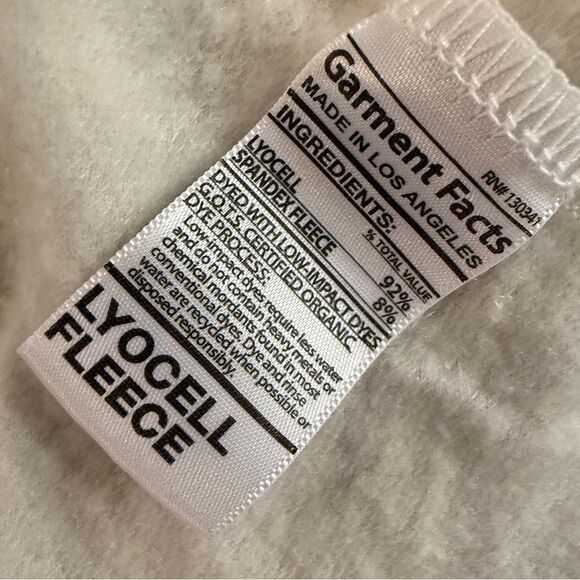 Garment Facts
MADE IN LOS ANGELES
RN# 130341
INGREDIENTS:
% TOTAL VALUE
LYOCELL 92%
SPANDEX FLEECE 8%
DYED WITH LOW-IMPACT DYES
G.O.T.S. CERTIFIED ORGANIC
DYE PROCESS:
Low-impact dyes require less water
and do not contain heavy metals or
chemical mordants, found in most
conventional dyes. Dye and rinse
water are recycled when possible or
disposed responsibly.
LYOCELL
FLEECE